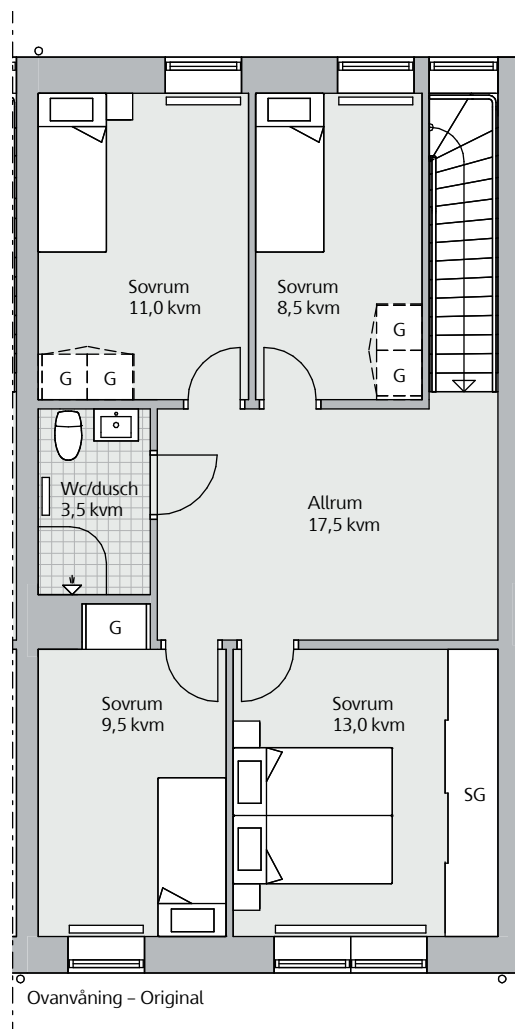 Sovrum
11,0 kvm
Sovrum
8,5 kvm
G
G
G G
Wc/dusch
3,5 kvm
Allrum
17,5 kvm
G
Sovrum
9,5 kvm
Sovrum
13,0 kvm
SG
Ovanvåning – Original